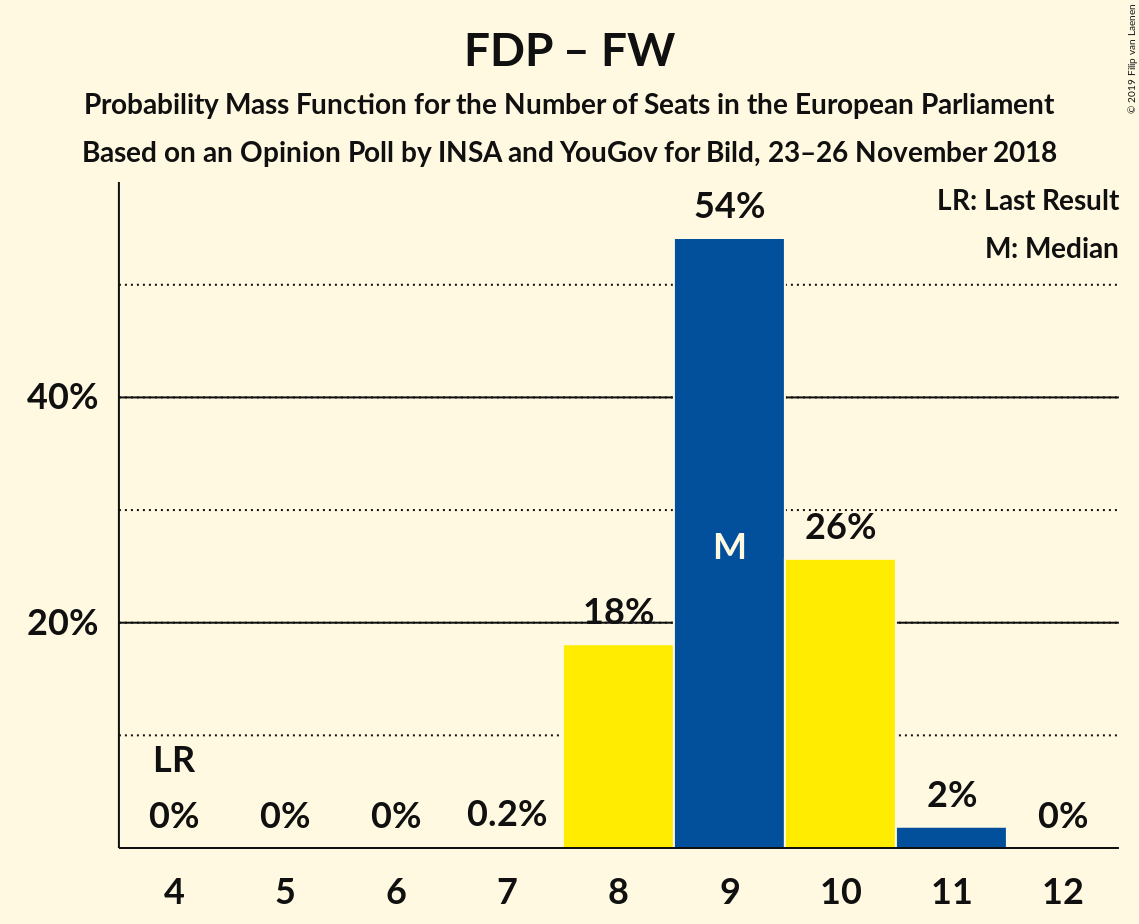 FDP – FW
Probability Mass Function for the Number of Seats in the European Parliament
Based on an Opinion Poll by INSA and YouGov for Bild, 23–26 November 2018
© 2019 Filip van Laenen
LR: Last Result
M: Median
54%
40%
M
26%
20%
18%
LR
0%
0%
0%
0.2%
2%
0%
4 5 6 7 8 9 10 11 12